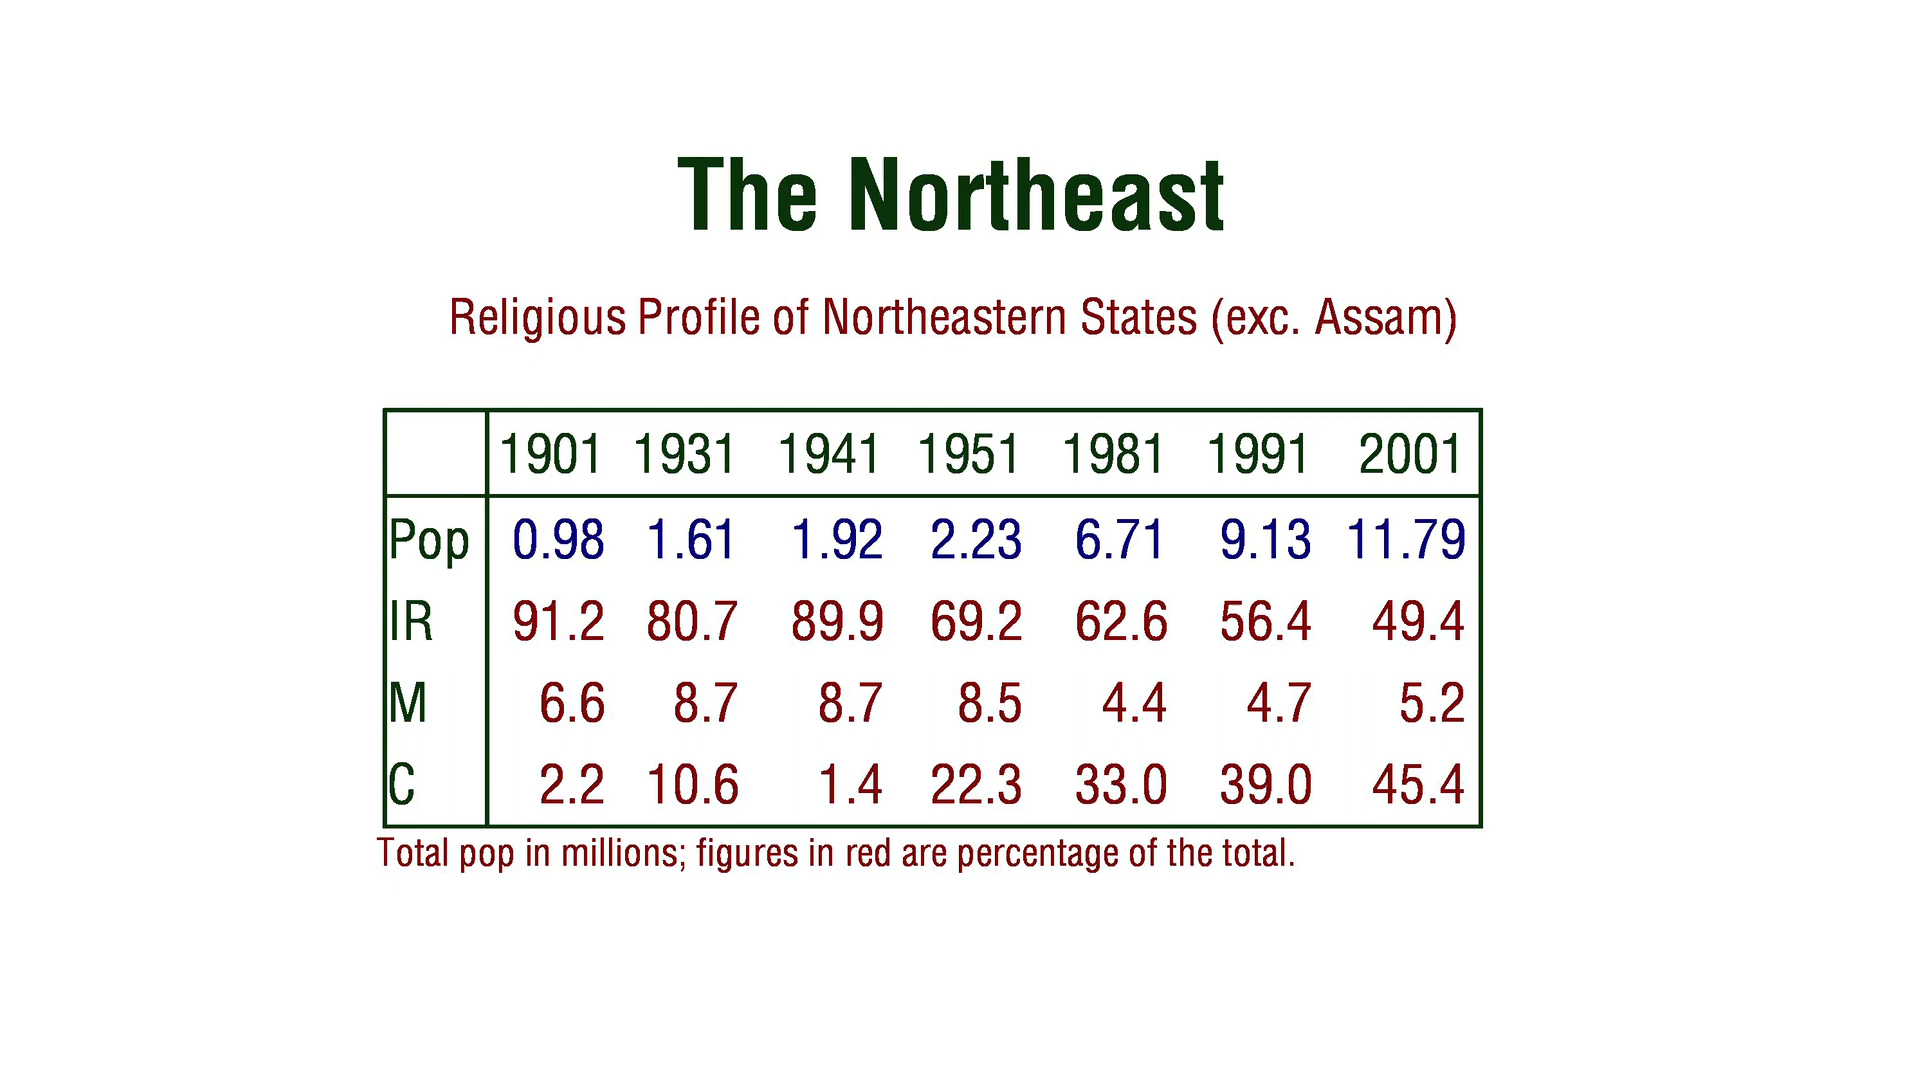 The Northeast
Religious Profile of Northeastern States (exc. Assam)
1901 1931 1941 1951 1981 1991 2001
Pop 0.98 1.61 1.92 2.23 6.71 9.13 11.79
IR 91.2 80.7 89.9 69.2 62.6 56.4 49.4
M 6.6 8.7 8.7 8.5 4.4 4.7 5.2
C 2.2 10.6 1.4 22.3 33.0 39.0 45.4
Total pop in millions; figures in red are percentage of the total.